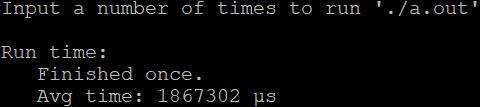 Input a number of times to run './a.out'
Run time:
Finished once.
Avg time: 1867302 µs